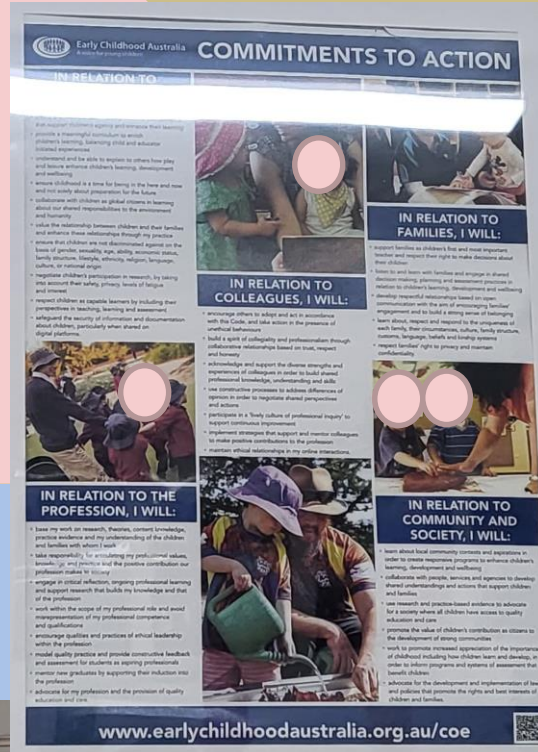 Early Childhood Australia
A voice for young children
COMMITMENTS TO ACTION
IN RELATION TO
provide a meaningful curriculum to enrich
children's learning, balancing child and educator
initiated experiences
understand and be able to explain to others how play
and leisure enhance children's learning, development
and wellbeing
ensure childhood is a time for being in the here and now
and not solely about preparation for the future
collaborate with children as global citizens in learning
about our shared responsibilities to the environment
and humanity
value the relationship between children and their families
and enhance these relationships through my practice
ensure that children are not discriminated against on the
basis of gender, sexuality, age, ability, economic status,
family structure, lifestyle, ethnicity, religion, language,
culture, or national origin
negotiate children's participation in research, by taking
into account their safety, privacy, levels of fatigue
and interest
respect children as capable learners by including their
perspectives in teaching, learning and assessment
safeguard the security of information and documentation
about children, particularly when shared on
digital platforms.
IN RELATION TO THE
PROFESSION, I WILL:
base my work on research, theories, content knowledge,
practice evidence and my understanding of the children
and families with whom I work
take responsibility for articulating my professional values,
knowledge and practice and the positive contribution our
profession makes to society
engage in critical reflection, ongoing professional learning
and support research that builds my knowledge and that
of the profession
work within the scope of my professional role and avoid
misrepresentation of my professional competence
and qualifications
encourage qualities and practices of ethical leadership
within the profession
model quality practice and provide constructive feedback
and assessment for students as aspiring professionals
mentor new graduates by supporting their induction into
the profession
advocate for my profession and the provision of quality
education and care.
IN RELATION TO
COLLEAGUES, I WILL:
encourage others to adopt and act in accordance
with this Code, and take action in the presence of
unethical behaviours
build a spirit of collegiality and professionalism through
collaborative relationships based on trust, respect
and honesty
acknowledge and support the diverse strengths and
experiences of colleagues in order to build shared
professional knowledge, understanding and skills
use constructive processes to address differences of
opinion in order to negotiate shared perspectives
and actions
participate in a 'lively culture of professional inquiry' to
support continuous improvement
implement strategies that support and mentor colleagues
to make positive contributions to the profession
maintain ethical relationships in my online interactions.
IN RELATION TO
FAMILIES, I WILL:
support families as children's first and most important
teacher and respect their right to make decisions about
their children
listen to and learn with families and engage in shared
decision-making, planning and assessment practices in
relation to children's learning, development and wellbeing
develop respectful relationships based on open
communication with the aim of encouraging families'
engagement and to build a strong sense of belonging
learn about, respect and respond to the uniqueness of
each family, their circumstances, culture, family structure,
customs, language, beliefs and kinship systems
respect families' right to privacy and maintain
confidentiality.
IN RELATION TO
COMMUNITY AND
SOCIETY, I WILL:
learn about local community contexts and aspirations in
order to create responsive programs to enhance children's
learning, development and wellbeing
collaborate with people, services and agencies to develop
shared understandings and actions that support children
and families
use research and practice-based evidence to advocate
for a society where all children have access to quality
education and care
promote the value of children's contribution as citizens to
the development of strong communities
work to promote increased appreciation of the importance
of childhood including how children learn and develop, in
order to inform programs and systems of assessment that
benefit children
advocate for the development and implementation of laws
and policies that promote the rights and best interests of
children and families.
www.earlychildhoodaustralia.org.au/coe